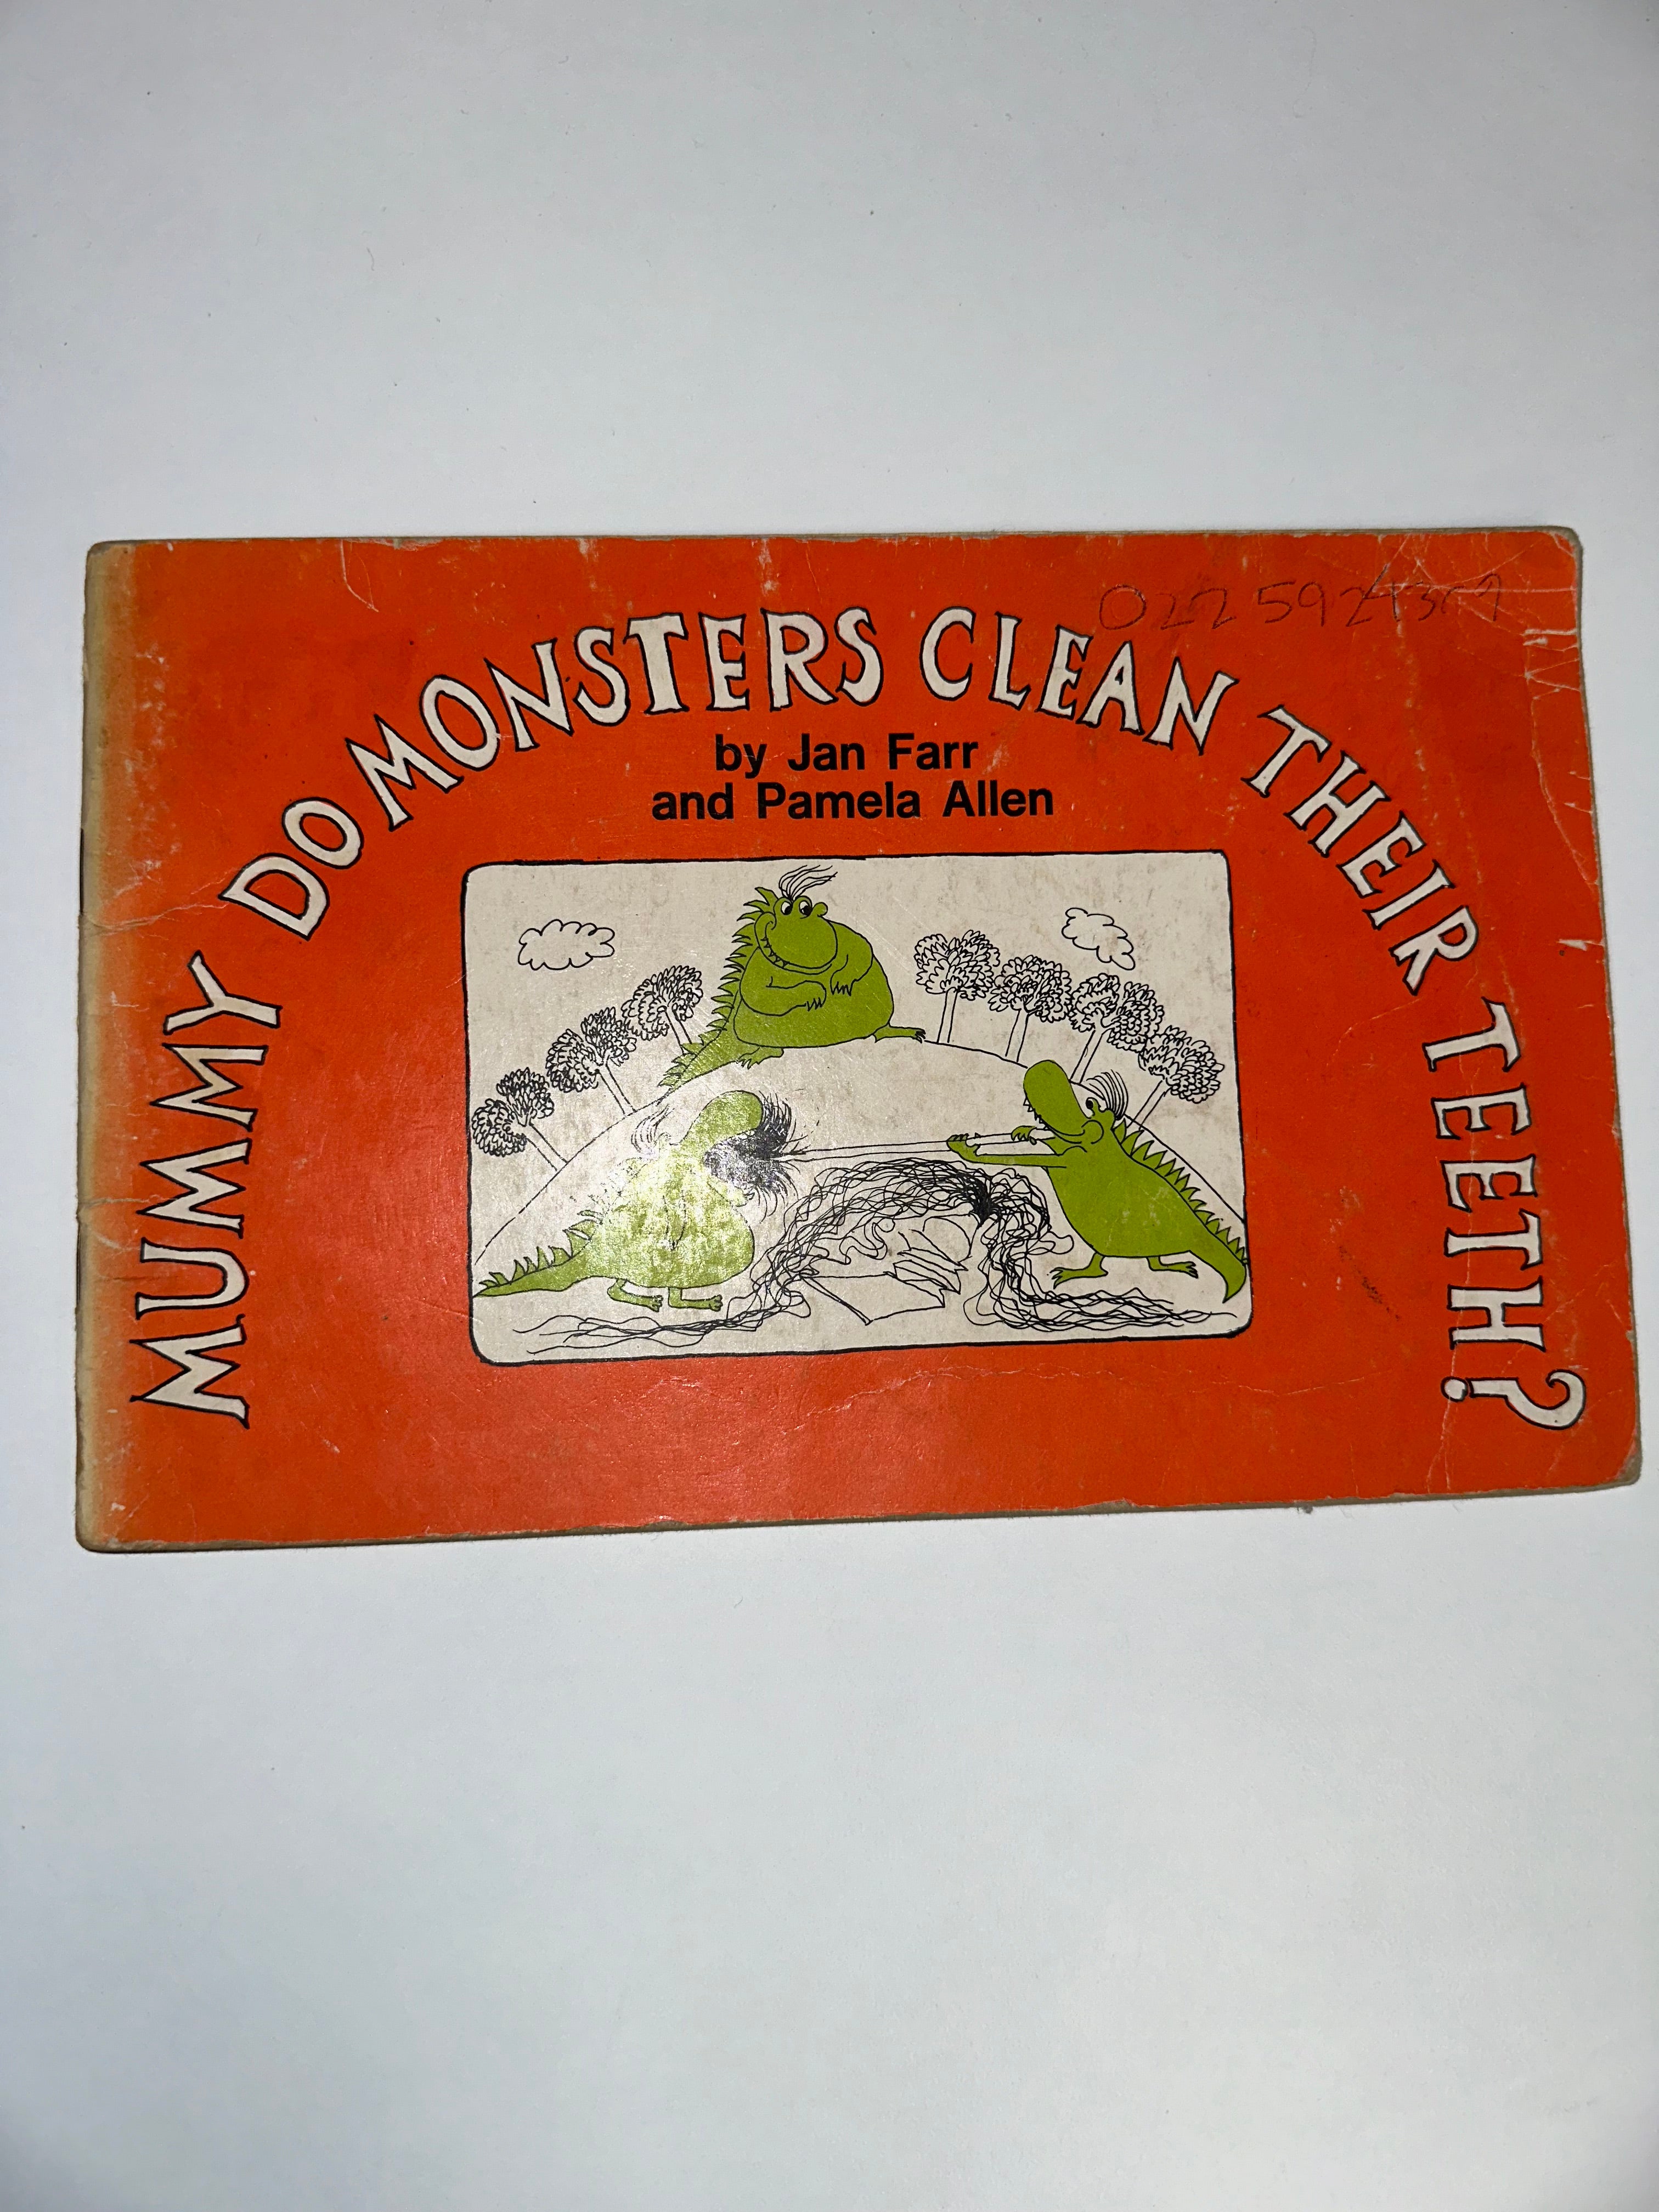 MUMMY DO MONSTERS CLEAN THEIR TEETH?
by Jan Farr
and Pamela Allen